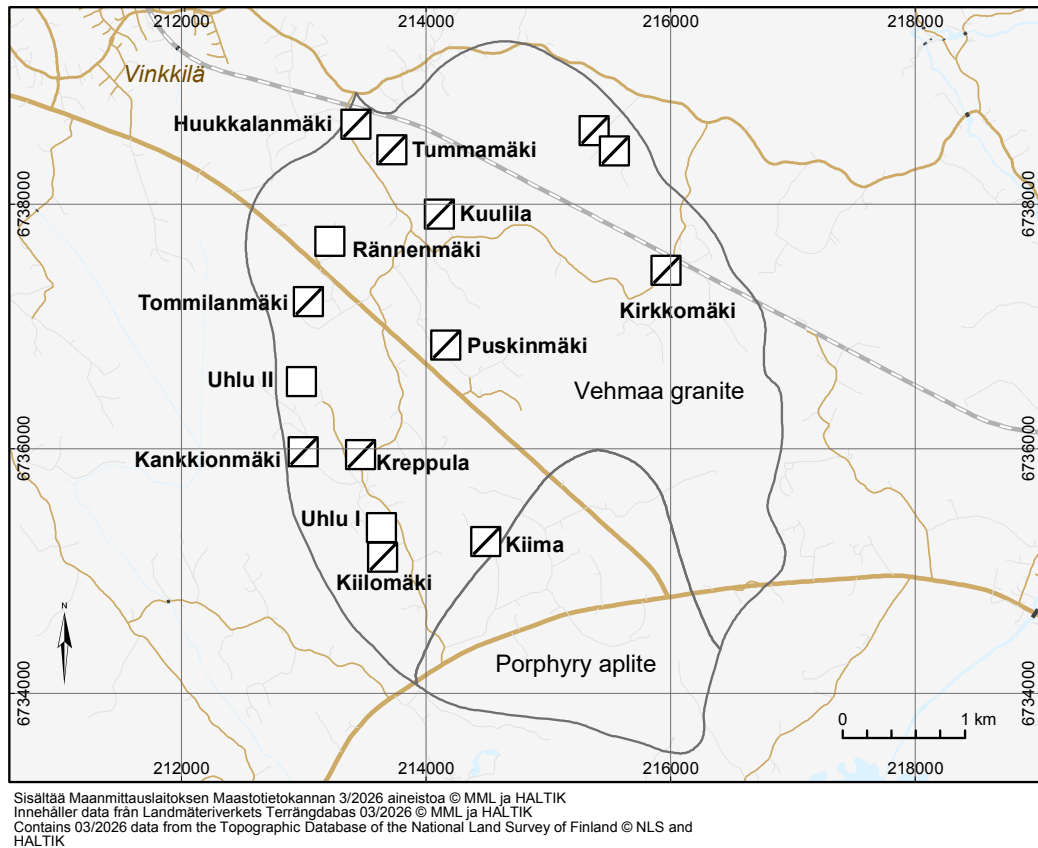 212000
214000
216000
218000
Vinkkilä
Huukkalanmäki
Tummamäki
6738000
6738000
Kuulila
Rännenmäki
Kirkkomäki
Tommilanmäki
Puskinmäki
Uhlu II
Vehmaa granite
6736000
6736000
Kankkionmäki
Kreppula
Uhlu I
Kiima
Kiilomäki
N
Porphyry aplite
6734000
6734000
0
1 km
212000
214000
216000
218000
Sisältää Maanmittauslaitoksen Maastotietokannan 3/2026 aineistoa © MML ja HALTIK
Innehåller data från Landmäteriverkets Terrängdabas 03/2026 © MML ja HALTIK
Contains 03/2026 data from the Topographic Database of the National Land Survey of Finland © NLS and
HALTIK